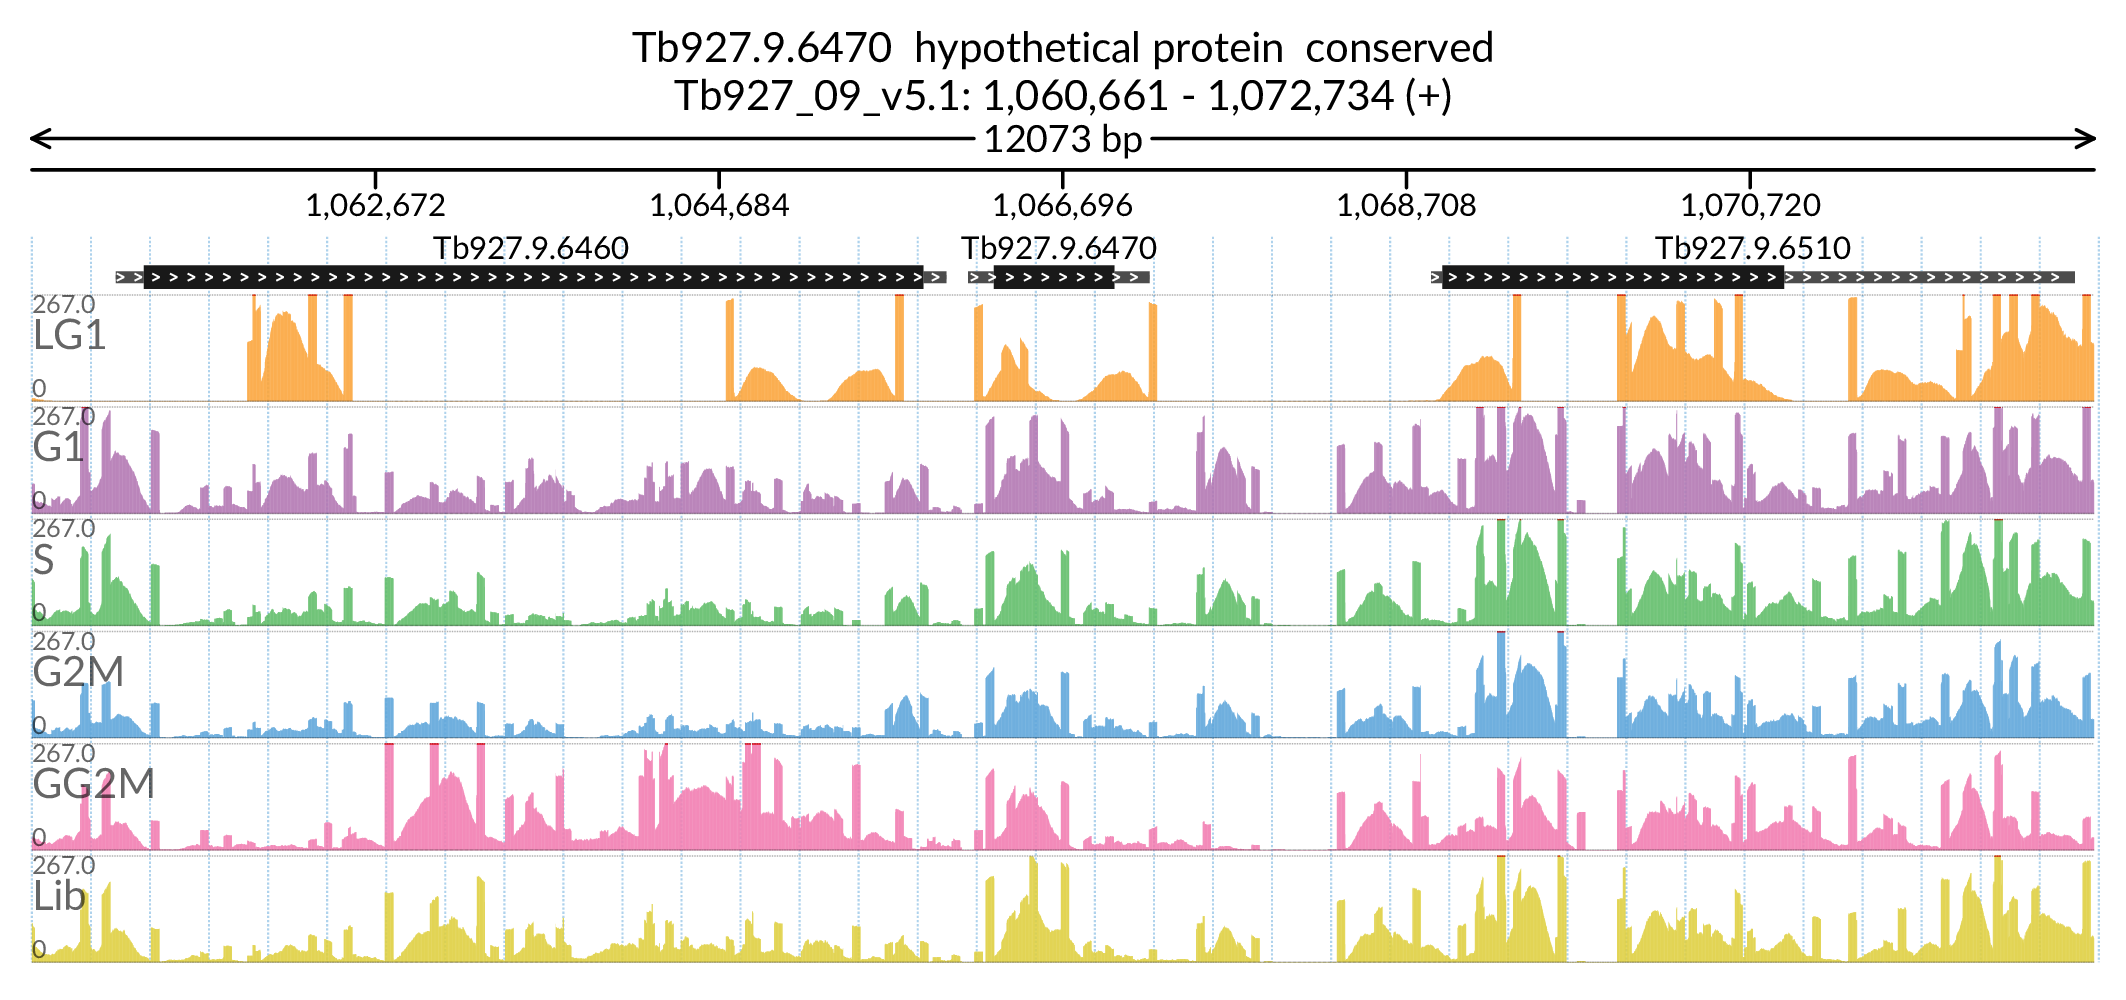 Tb927.9.6470 hypothetical protein conserved
Tb927_09_v5.1: 1,060,661 - 1,072,734 (+)
12073 bp
1,062,672 1,064,684 1,066,696 1,068,708 1,070,720
Tb927.9.6460 Tb927.9.6470 Tb927.9.6510
267.0
LG1
0
267.0
G1
0
267.0
S
0
267.0
G2M
0
267.0
GG2M
0
267.0
Lib
0